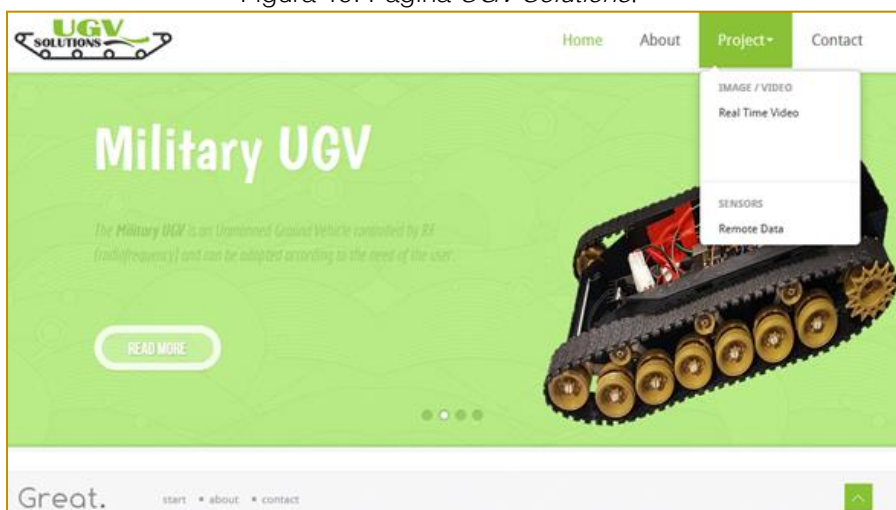 Página UGV Solutions.
UGV
SOLUTIONS
Home About Project Contact
IMAGE / VIDEO
Real Time Video
SENSORS
Remote Data
Military UGV
The Military UGV is an Unmanned Ground Vehicle controlled by RF
(radiofrequency) and can be adapted according to the need of the user.
READ MORE
Great.
start about contact